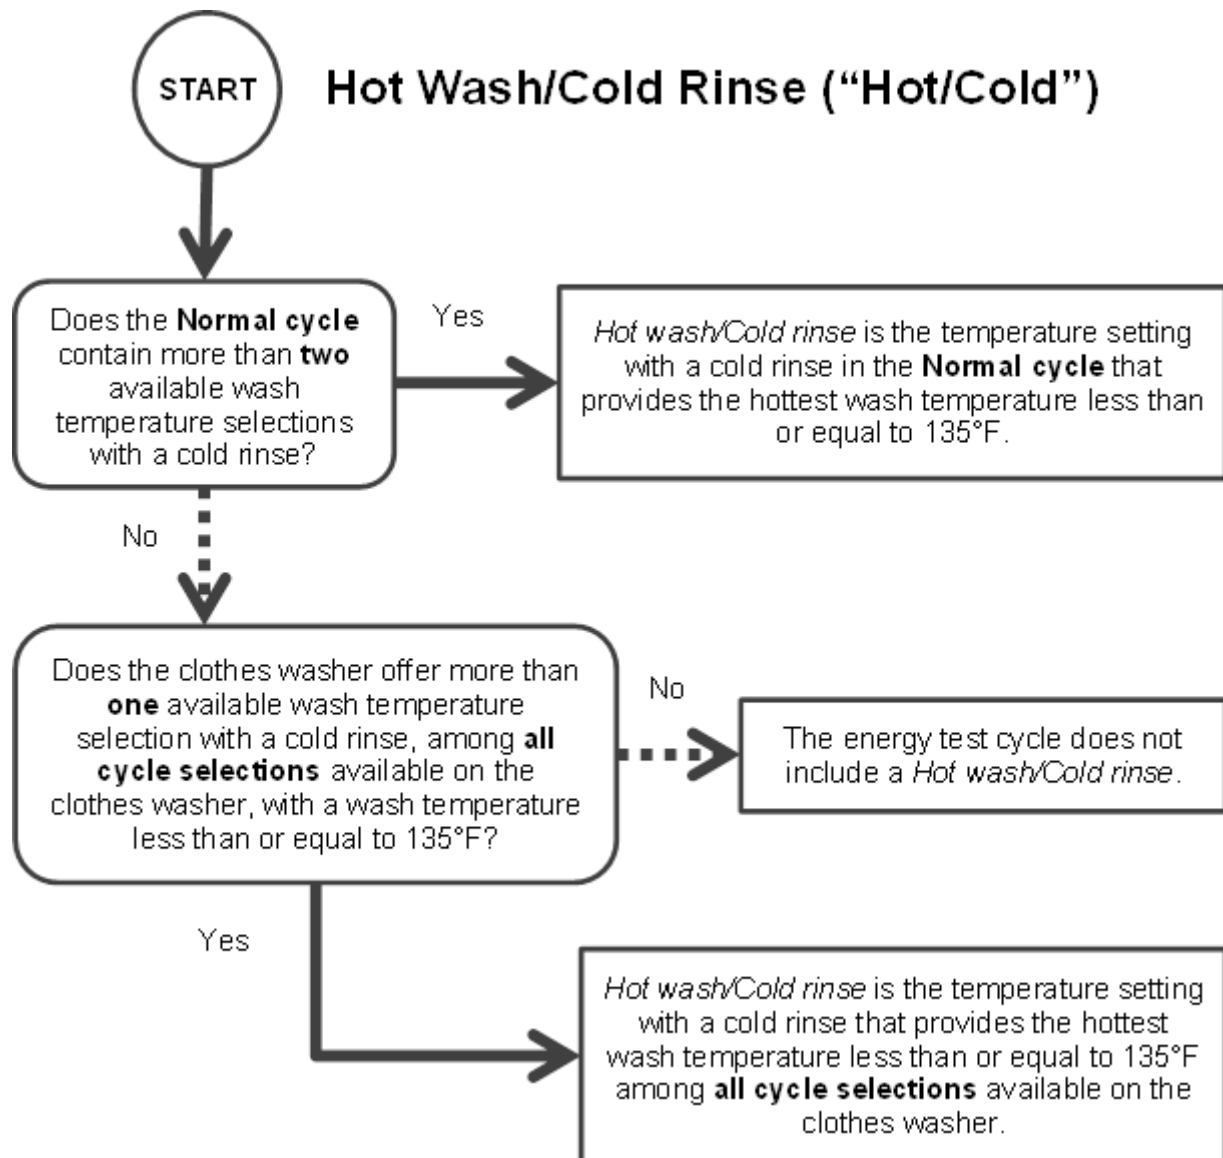 START
Hot Wash/Cold Rinse (“Hot/Cold”)
Does the Normal cycle
contain more than two
available wash
temperature selections
with a cold rinse?
Yes
Hot wash/Cold rinse is the temperature setting
with a cold rinse in the Normal cycle that
provides the hottest wash temperature less than
or equal to 135°F.
No
Does the clothes washer offer more than
one available wash temperature
selection with a cold rinse, among all
cycle selections available on the
clothes washer, with a wash temperature
less than or equal to 135°F?
No
The energy test cycle does not
include a Hot wash/Cold rinse.
Yes
Hot wash/Cold rinse is the temperature setting
with a cold rinse that provides the hottest
wash temperature less than or equal to 135°F
among all cycle selections available on the
clothes washer.